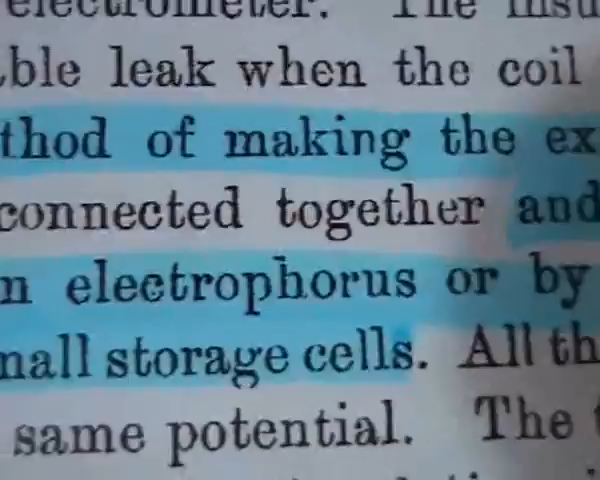 electrometer. The insu
ble leak when the coil
thod of making the ex
connected together and
n electrophorus or by
mall storage cells. All th
same potential. The